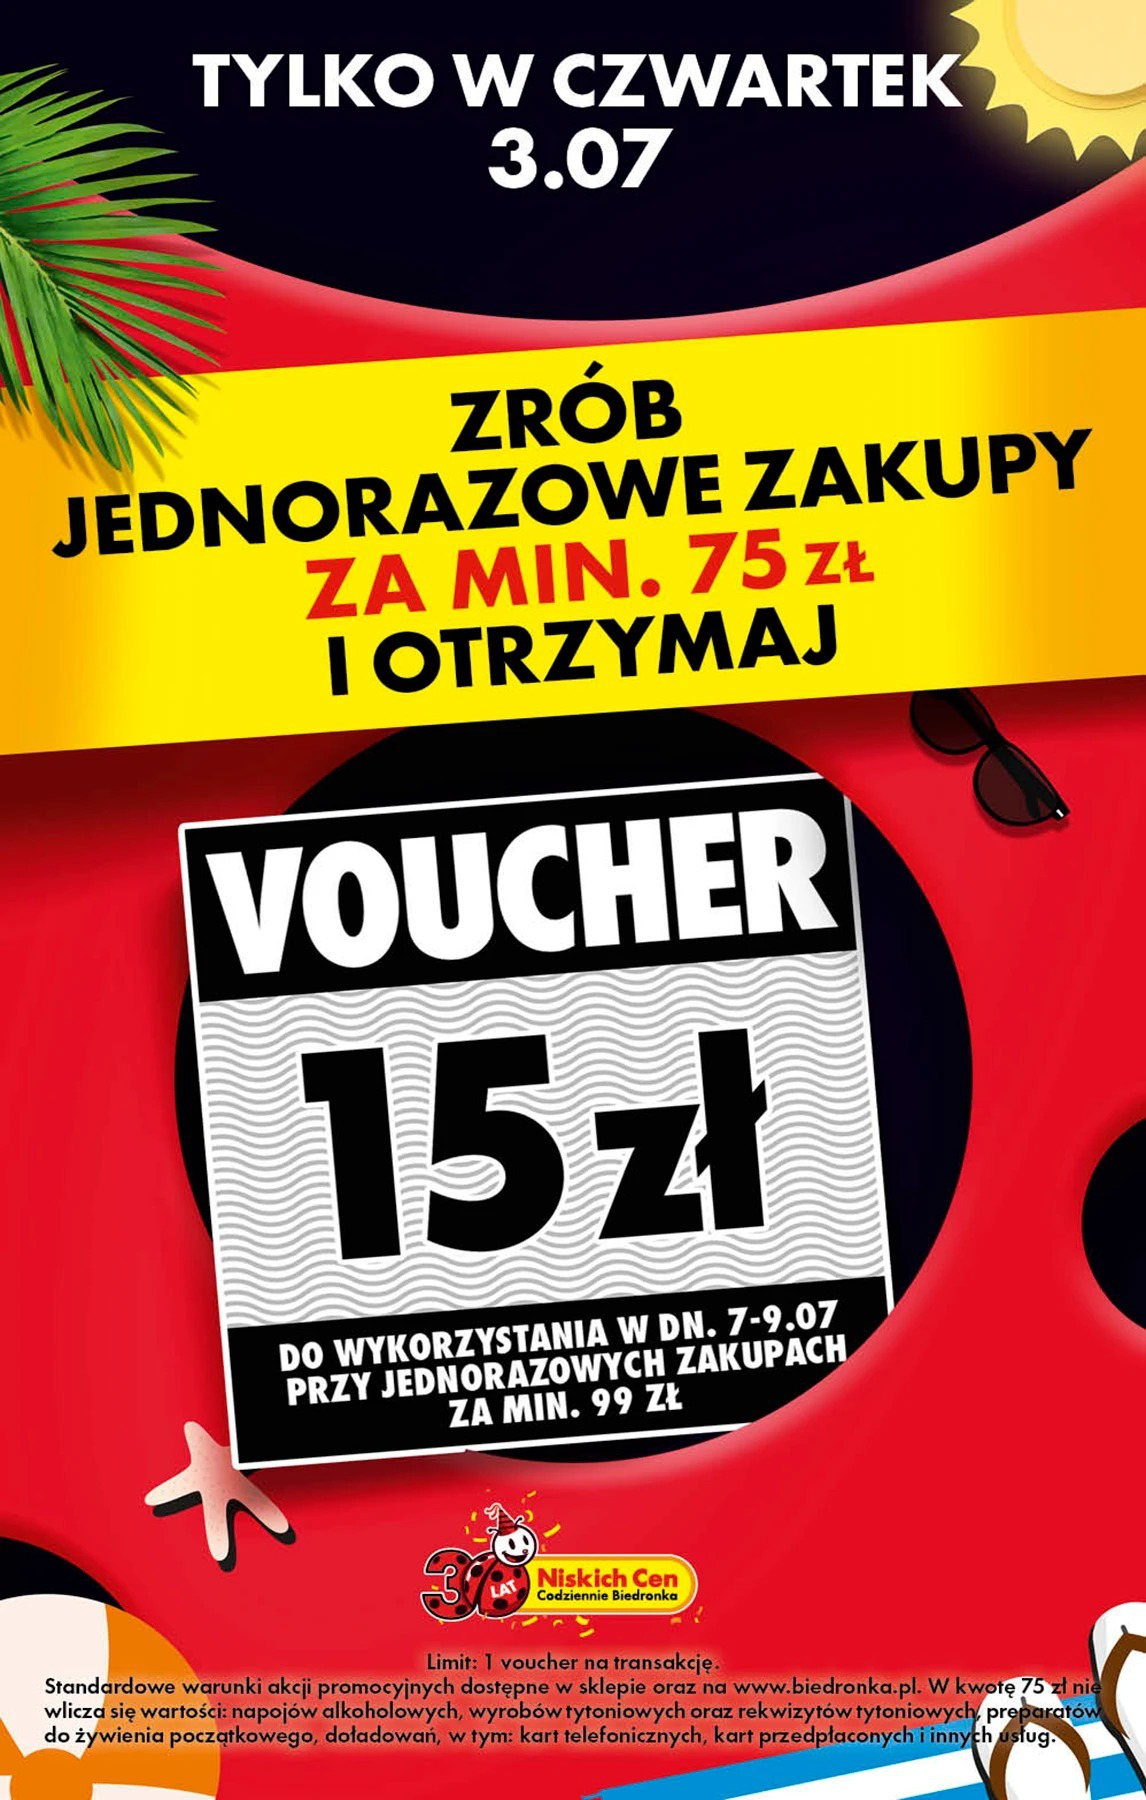 TYLKO W CZWARTEK
3.07
ZRÓB
JEDNORAZOWE ZAKUPY
ZA MIN. 75 ZŁ
I OTRZYMAJ
VOUCHER
15 zł
DO WYKORZYSTANIA W DN. 7-9.07
PRZY JEDNORAZOWYCH ZAKUPACH
ZA MIN. 99 ZŁ
30 LAT
Niskich Cen
Codziennie Biedronka
Limit: 1 voucher na transakcję.
Standardowe warunki akcji promocyjnych dostępne w sklepie oraz na www.biedronka.pl. W kwotę 75 zł nie
wlicza się wartości: napojów alkoholowych, wyrobów tytoniowych oraz rekwizytów tytoniowych, preparatów
do żywienia początkowego, doładowań, w tym: kart telefonicznych, kart przedpłaconych i innych usług.